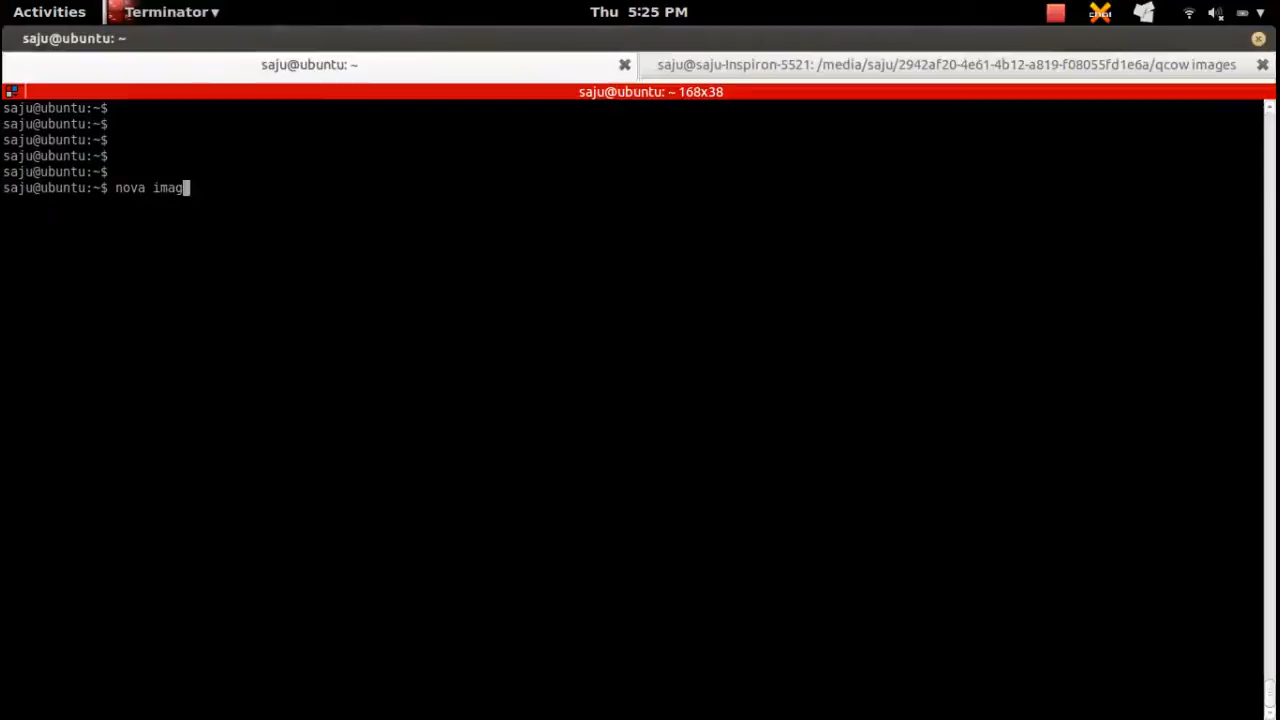 Activities Terminator ▾ Thu 5:25 PM
saju@ubuntu: ~
saju@ubuntu: ~ saju@saju-Inspiron-5521: /media/saju/2942af20-4e61-4b12-a819-f08055fd1e6a/qcow images
saju@ubuntu: ~ 168x38
saju@ubuntu:~$
saju@ubuntu:~$
saju@ubuntu:~$
saju@ubuntu:~$
saju@ubuntu:~$
saju@ubuntu:~$ nova imag